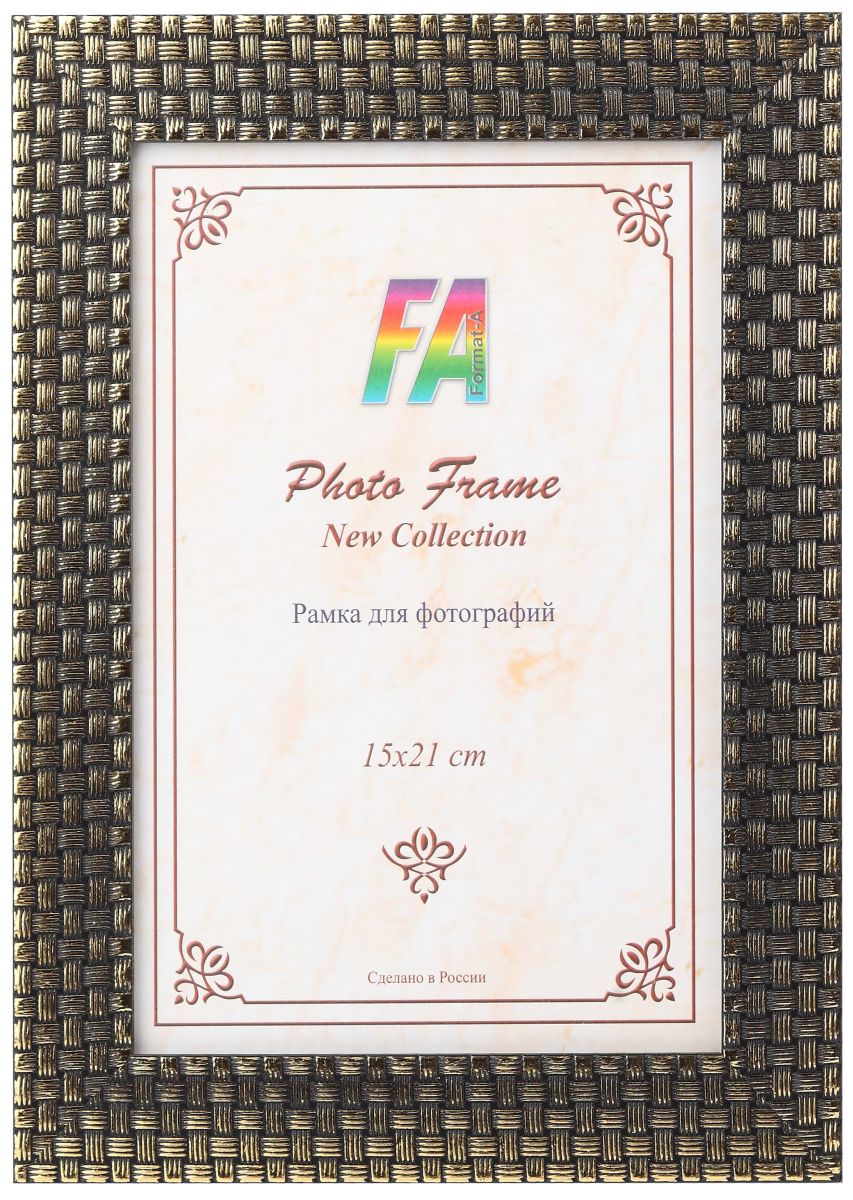 FA
Format-A
Photo Frame
New Collection
Рамка для фотографий
15x21 cm
Сделано в России